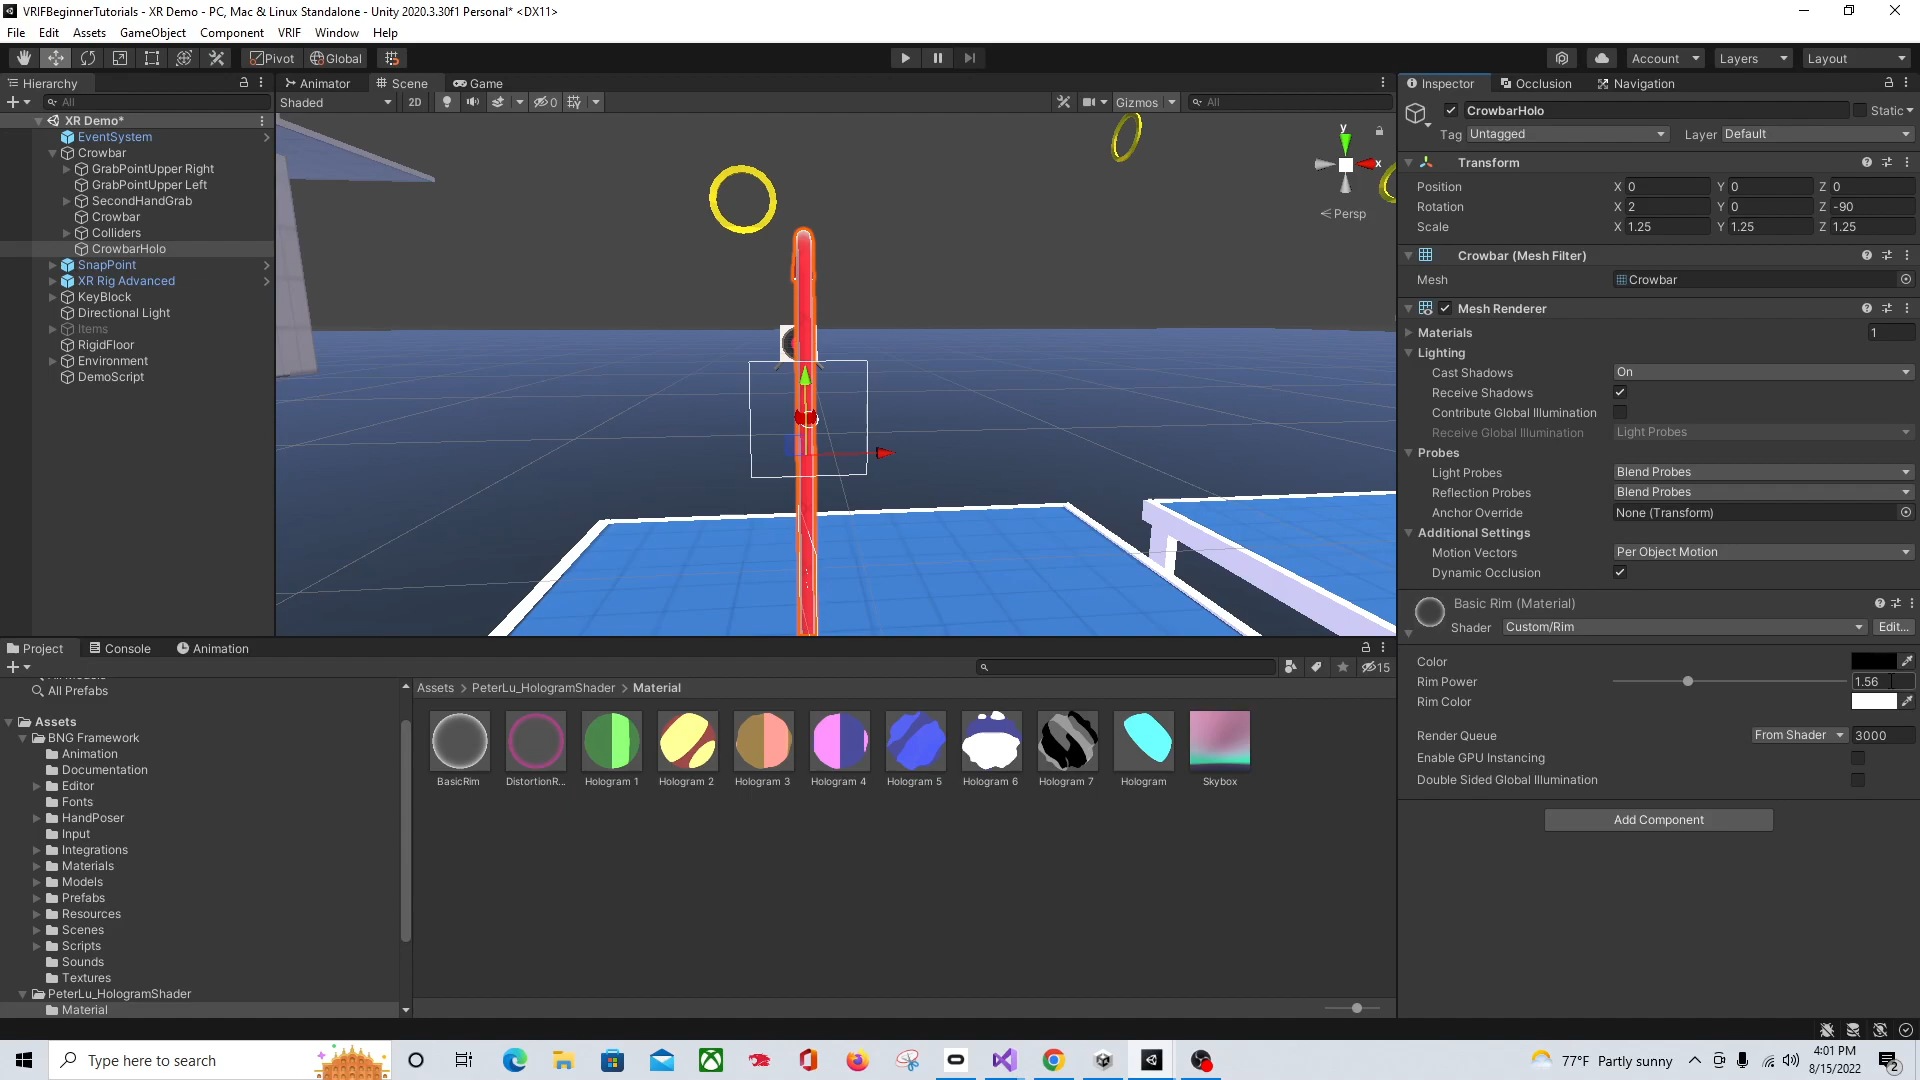 VRIFBeginnerTutorials - XR Demo - PC, Mac & Linux Standalone - Unity 2020.3.30f1 Personal* <DX11>
File Edit Assets GameObject Component VRIF Window Help
Pivot Global Account Layers Layout
Hierarchy Animator Scene Game Inspector Occlusion Navigation
All Shaded 2D 0 Gizmos All CrowbarHolo Static
Tag Untagged Layer Default
XR Demo*
EventSystem
Crowbar
GrabPointUpper Right
GrabPointUpper Left
SecondHandGrab
Crowbar
Colliders
CrowbarHolo
SnapPoint
XR Rig Advanced
KeyBlock
Directional Light
Items
RigidFloor
Environment
DemoScript
y
x
Persp
Transform
Position X 0 Y 0 Z 0
Rotation X 2 Y 0 Z -90
Scale X 1.25 Y 1.25 Z 1.25
Crowbar (Mesh Filter)
Mesh Crowbar
Mesh Renderer
Materials 1
Lighting
Cast Shadows On
Receive Shadows
Contribute Global Illumination
Receive Global Illumination Light Probes
Probes
Light Probes Blend Probes
Reflection Probes Blend Probes
Anchor Override None (Transform)
Additional Settings
Motion Vectors Per Object Motion
Dynamic Occlusion
Basic Rim (Material)
Shader Custom/Rim Edit...
Color
Rim Power 1.56
Rim Color
Render Queue From Shader 3000
Enable GPU Instancing
Double Sided Global Illumination
Add Component
Project Console Animation
15
All Prefabs
Assets
BNG Framework
Animation
Documentation
Editor
Fonts
HandPoser
Input
Integrations
Materials
Models
Prefabs
Resources
Scenes
Scripts
Sounds
Textures
PeterLu_HologramShader
Material
Assets > PeterLu_HologramShader > Material
BasicRim DistortionR... Hologram 1 Hologram 2 Hologram 3 Hologram 4 Hologram 5 Hologram 6 Hologram 7 Hologram Skybox
Type here to search
77°F Partly sunny
4:01 PM
8/15/2022
2